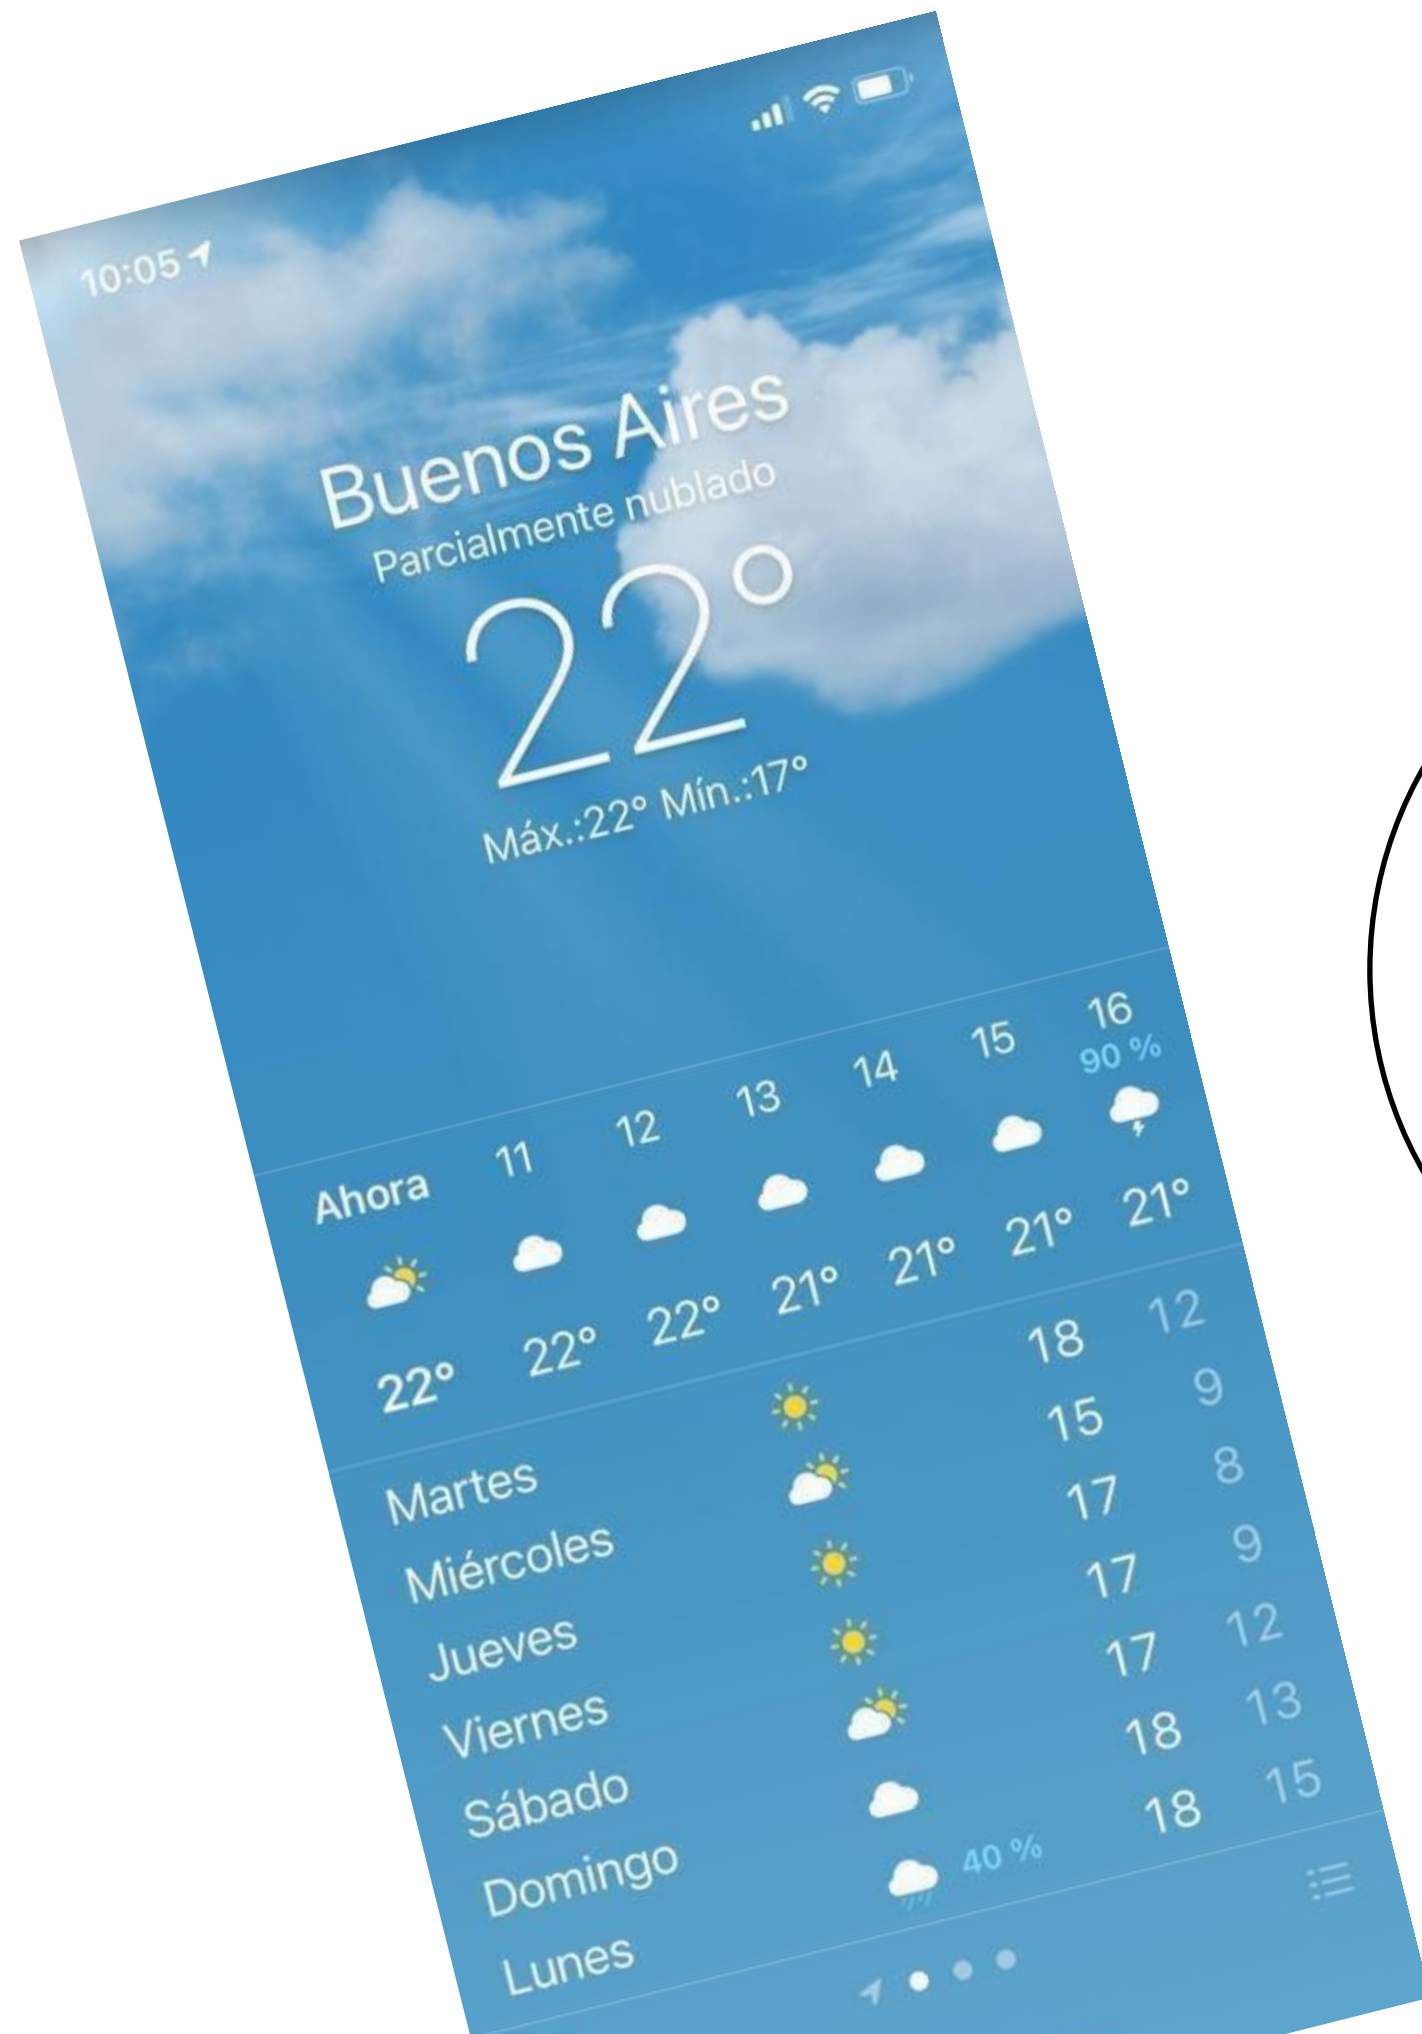 10:05
Buenos Aires
Parcialmente nublado
22°
Máx.:22° Mín.:17°
Ahora 11 12 13 14 15 16
90 %
22° 22° 22° 21° 21° 21° 21°
Martes 18 12
Miércoles 15 9
Jueves 17 8
Viernes 17 9
Sábado 17 12
Domingo 18 13
Lunes 40 % 18 15